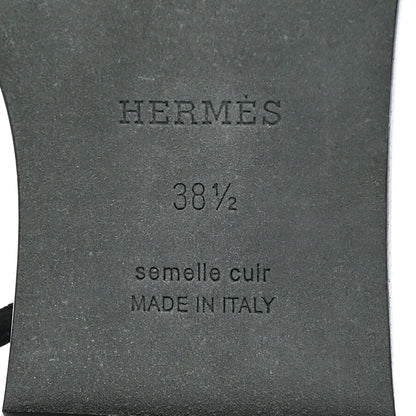 HERMÈS
38½
semelle cuir
MADE IN ITALY